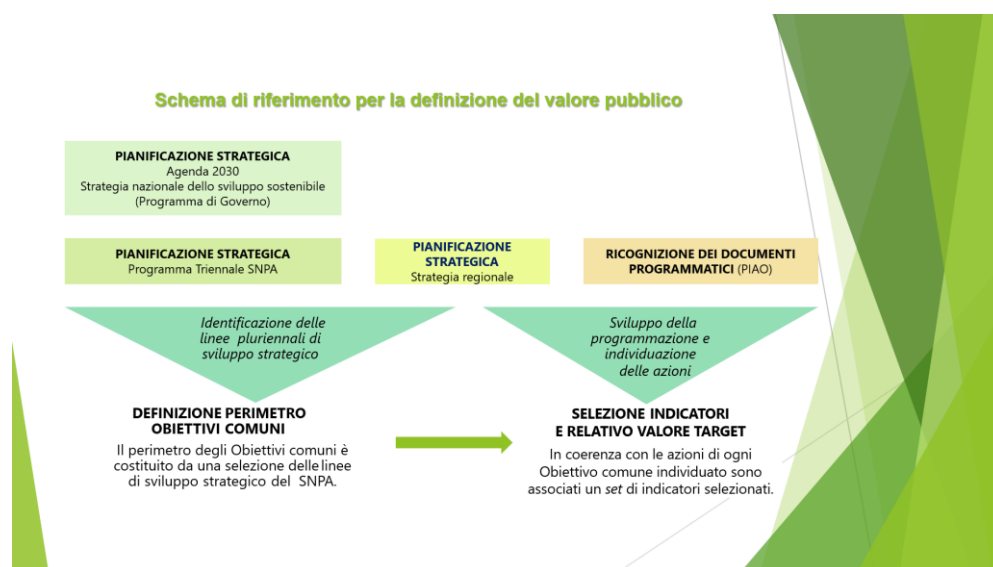 Schema di riferimento per la definizione del valore pubblico
PIANIFICAZIONE STRATEGICA
Agenda 2030
Strategia nazionale dello sviluppo sostenibile
(Programma di Governo)
PIANIFICAZIONE STRATEGICA
Programma Triennale SNPA
PIANIFICAZIONE
STRATEGICA
Strategia regionale
RICOGNIZIONE DEI DOCUMENTI
PROGRAMMATICI (PIAO)
Identificazione delle
linee pluriennali di
sviluppo strategico
Sviluppo della
programmazione e
individuazione
delle azioni
DEFINIZIONE PERIMETRO
OBIETTIVI COMUNI
Il perimetro degli Obiettivi comuni è
costituito da una selezione delle linee
di sviluppo strategico del SNPA.
SELEZIONE INDICATORI
E RELATIVO VALORE TARGET
In coerenza con le azioni di ogni
Obiettivo comune individuato sono
associati un set di indicatori selezionati.